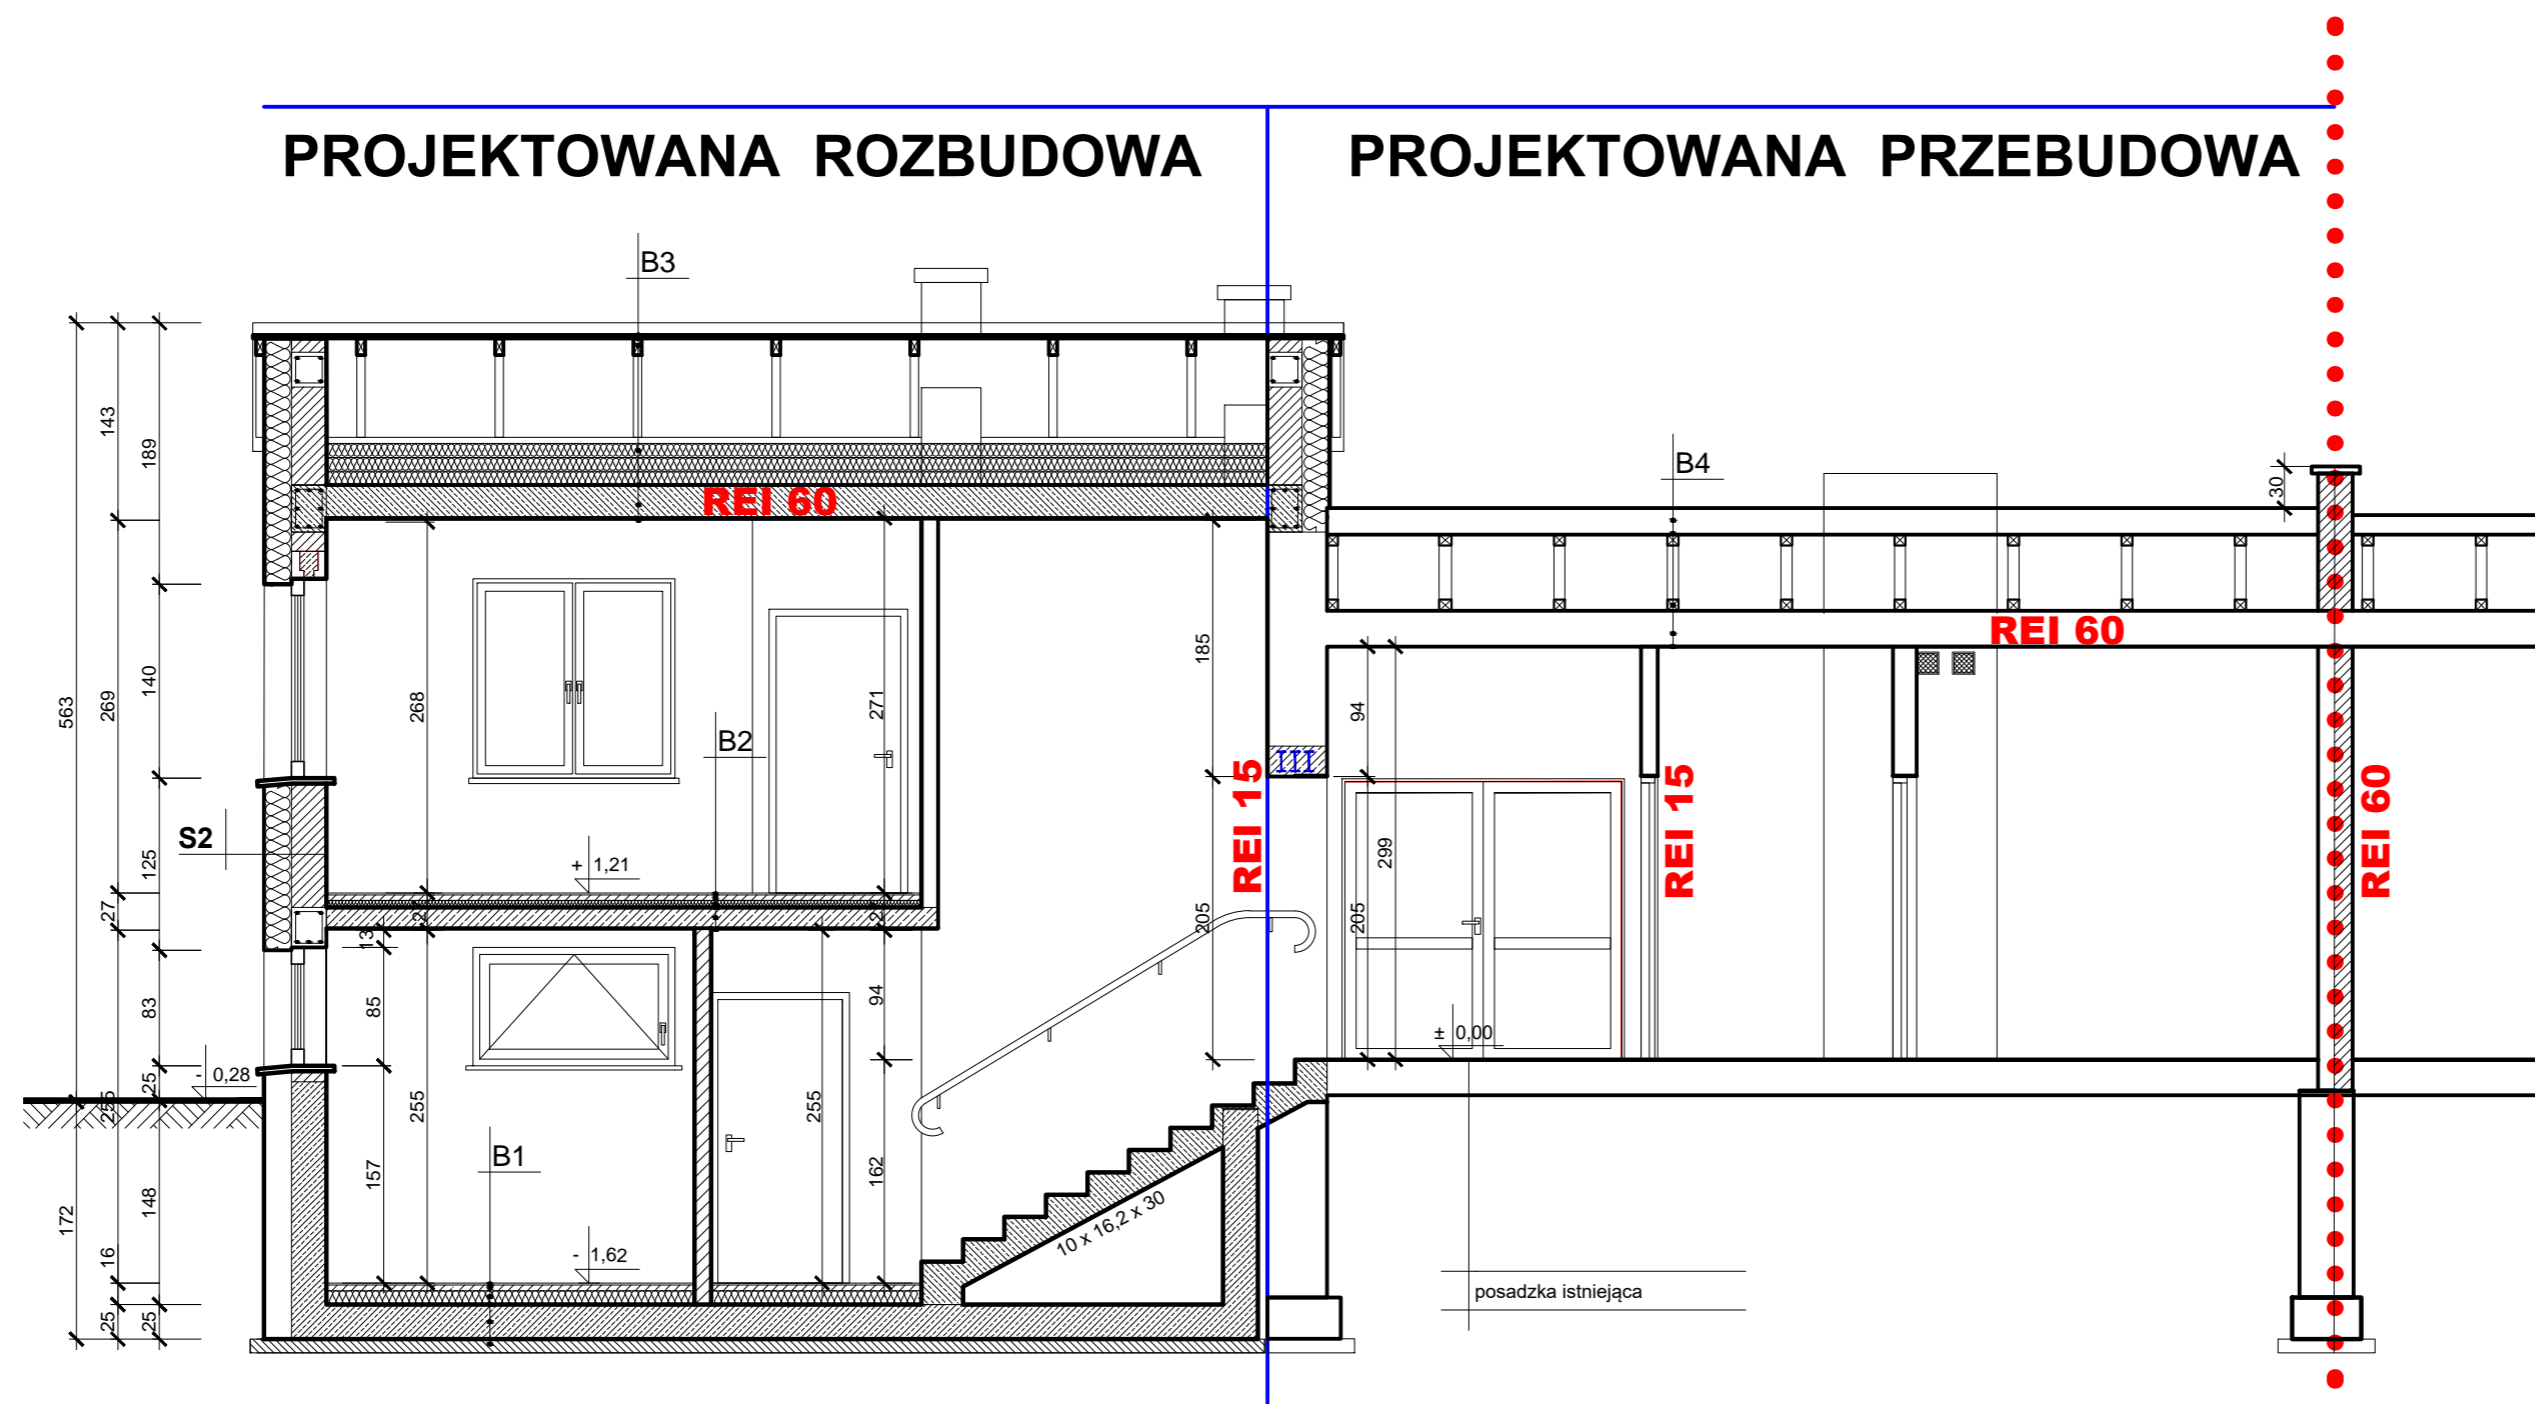 PROJEKTOWANA ROZBUDOWA
PROJEKTOWANA PRZEBUDOWA
B3
B4
30
143
189
REI 60
REI 60
563
269
140
268
271
185
94
B2
III
REI 15
REI 15
REI 60
S2
125
+ 1,21
299
27
27
27
13
205
205
83
85
94
± 0,00
- 0,28
25
255
255
255
157
162
B1
148
172
16
- 1,62
10 x 16,2 x 30
posadzka istniejąca
25
25